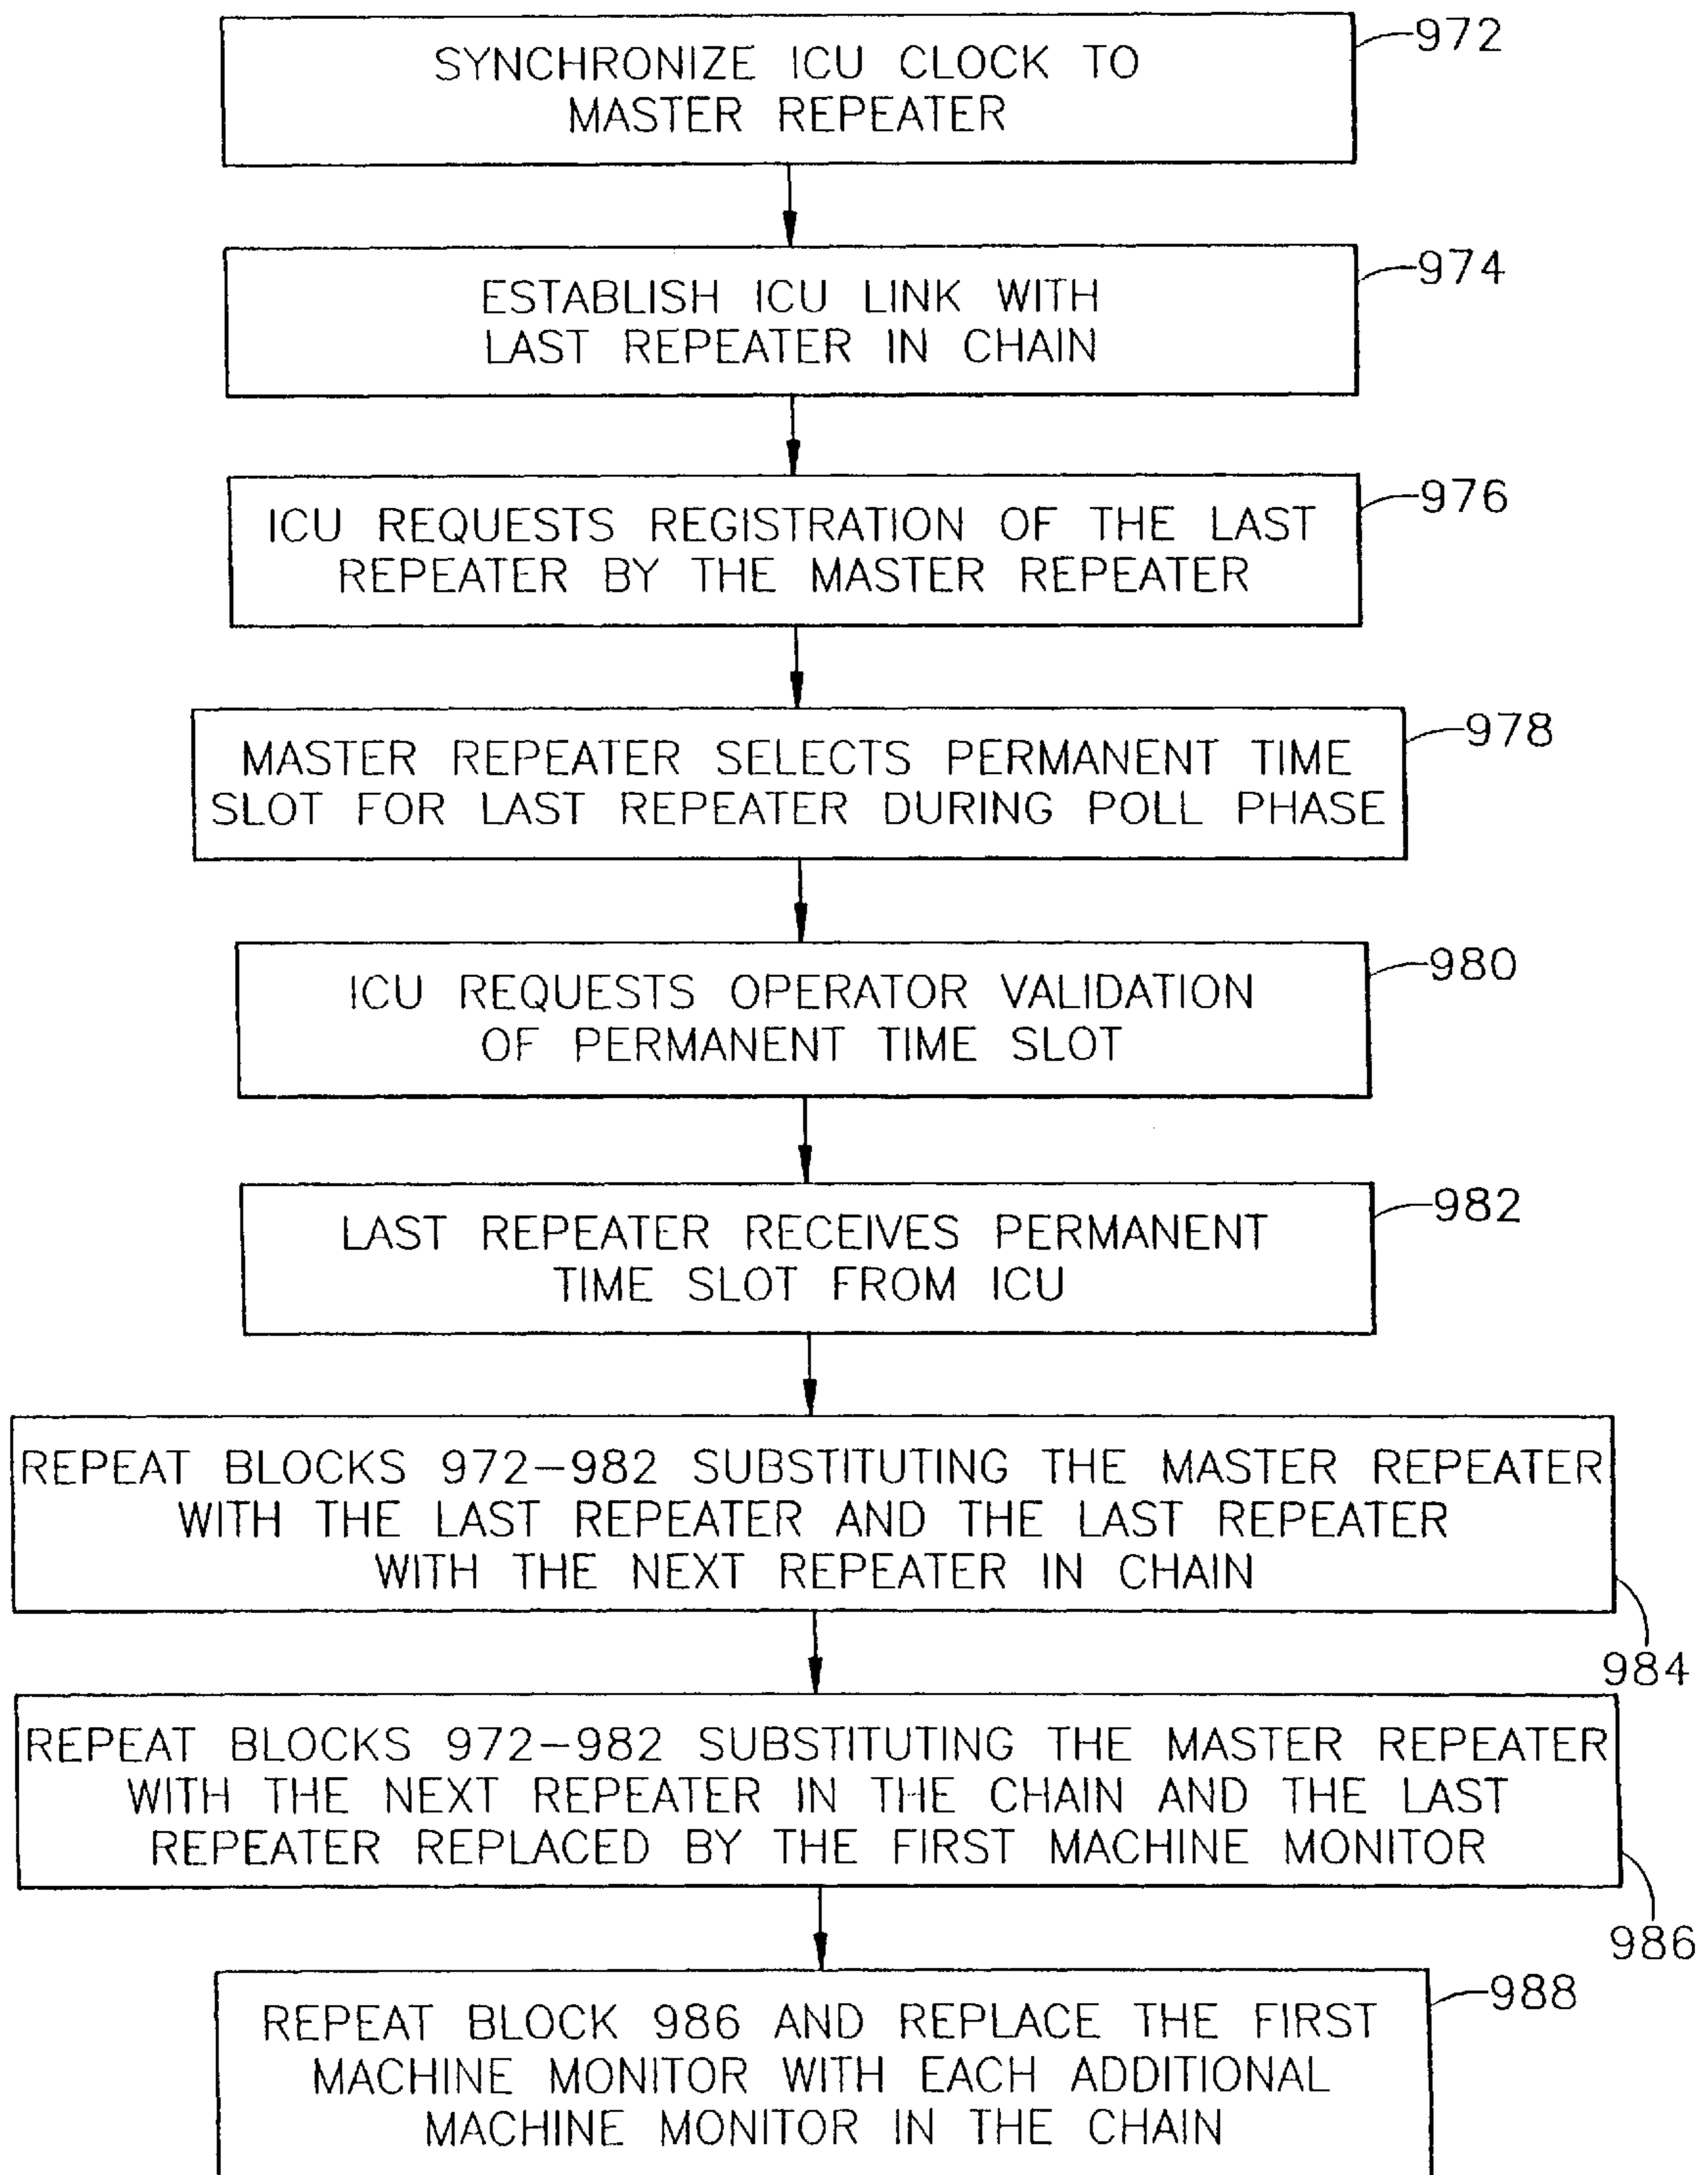 SYNCHRONIZE ICU CLOCK TO
MASTER REPEATER
972
ESTABLISH ICU LINK WITH
LAST REPEATER IN CHAIN
974
ICU REQUESTS REGISTRATION OF THE LAST
REPEATER BY THE MASTER REPEATER
976
MASTER REPEATER SELECTS PERMANENT TIME
SLOT FOR LAST REPEATER DURING POLL PHASE
978
ICU REQUESTS OPERATOR VALIDATION
OF PERMANENT TIME SLOT
980
LAST REPEATER RECEIVES PERMANENT
TIME SLOT FROM ICU
982
REPEAT BLOCKS 972-982 SUBSTITUTING THE MASTER REPEATER
WITH THE LAST REPEATER AND THE LAST REPEATER
WITH THE NEXT REPEATER IN CHAIN
984
REPEAT BLOCKS 972-982 SUBSTITUTING THE MASTER REPEATER
WITH THE NEXT REPEATER IN THE CHAIN AND THE LAST
REPEATER REPLACED BY THE FIRST MACHINE MONITOR
986
REPEAT BLOCK 986 AND REPLACE THE FIRST
MACHINE MONITOR WITH EACH ADDITIONAL
MACHINE MONITOR IN THE CHAIN
988